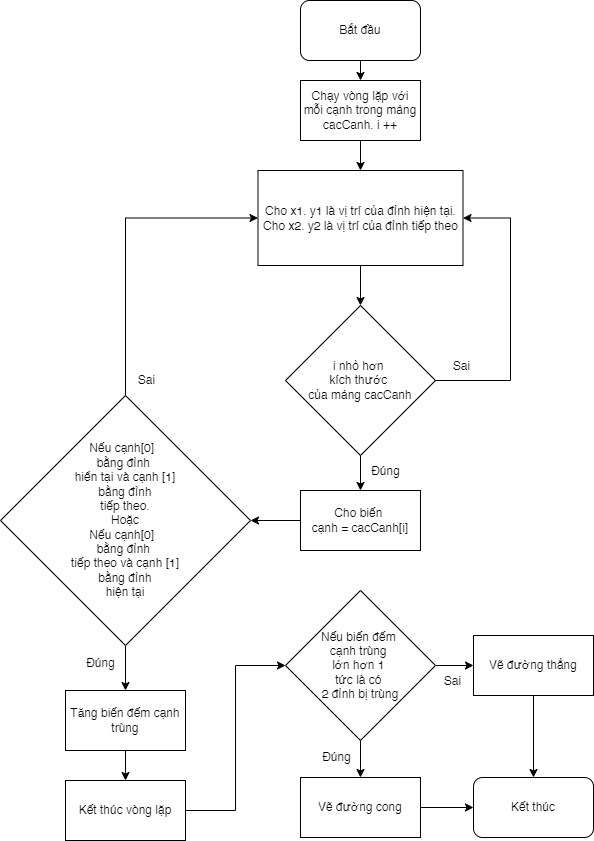 Bắt đầu
Chạy vòng lặp với
mỗi cạnh trong máng
cacCanh. i ++
Cho x1. y1 là vị trí của đỉnh hiện tại.
Cho x2. y2 là vị trí của đỉnh tiếp theo
i nhỏ hơn
kích thước
của máng cacCanh
Sai
Đúng
Cho biến
cạnh = cacCanh[i]
Sai
Nếu cạnh[0]
bằng đỉnh
hiến tại và cạnh [1]
bằng đỉnh
tiếp theo.
Hoặc
Nếu cạnh[0]
bằng đỉnh
tiếp theo và cạnh [1]
bằng đỉnh
hiện tại
Đúng
Tăng biến đếm cạnh
trùng
Kết thúc vòng lặp
Nếu biến đếm
cạnh trùng
lớn hơn 1
tức là có
2 đỉnh bị trùng
Sai
Vẽ đường thẳng
Đúng
Vẽ đường cong
Kết thúc